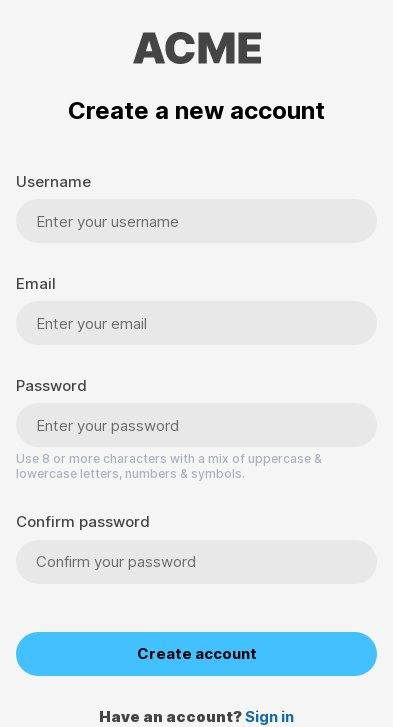 ACME
Create a new account
Username
Enter your username
Email
Enter your email
Password
Enter your password
Use 8 or more characters with a mix of uppercase &
lowercase letters, numbers & symbols.
Confirm password
Confirm your password
Create account
Have an account? Sign in